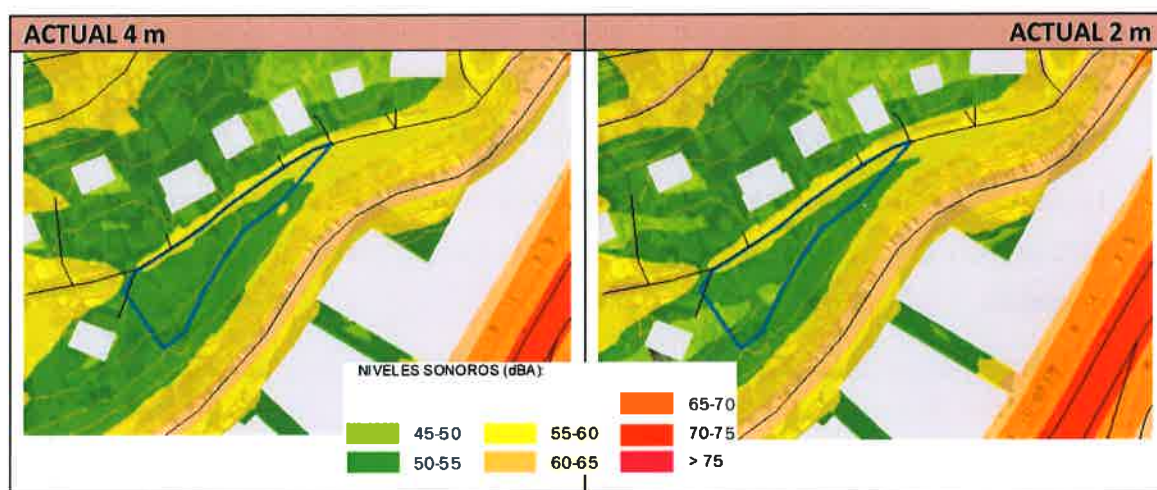 ACTUAL 4 m
ACTUAL 2 m
NIVELES SONOROS (dBA):
45-50
50-55
55-60
60-65
65-70
70-75
> 75